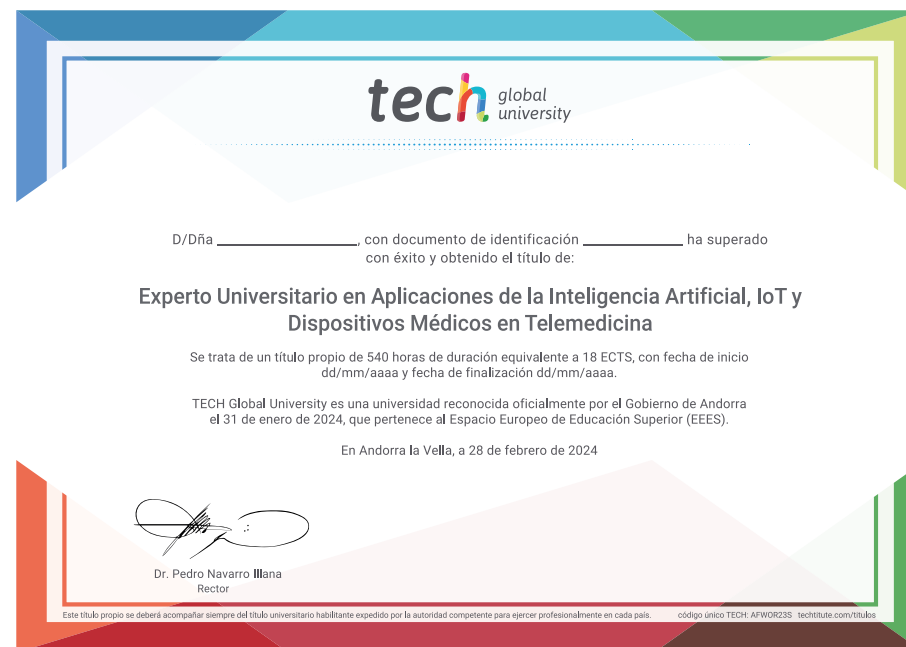 tech global university
D/Dña ____________________, con documento de identificación ______________ ha superado
con éxito y obtenido el título de:
Experto Universitario en Aplicaciones de la Inteligencia Artificial, IoT y
Dispositivos Médicos en Telemedicina
Se trata de un título propio de 540 horas de duración equivalente a 18 ECTS, con fecha de inicio
dd/mm/aaaa y fecha de finalización dd/mm/aaaa.
TECH Global University es una universidad reconocida oficialmente por el Gobierno de Andorra
el 31 de enero de 2024, que pertenece al Espacio Europeo de Educación Superior (EEES).
En Andorra la Vella, a 28 de febrero de 2024
Dr. Pedro Navarro Illana
Rector
Este título propio se deberá acompañar siempre del título universitario habilitante expedido por la autoridad competente para ejercer profesionalmente en cada país. código único TECH: AFWOR23S techtitute.com/titulos